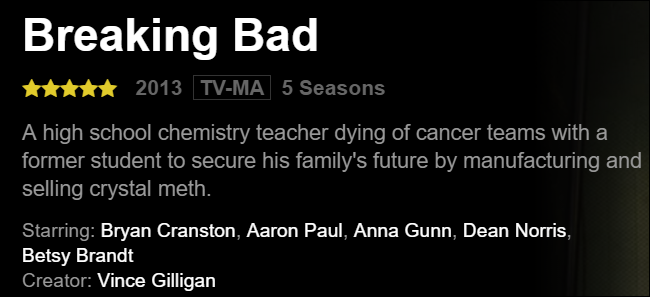 Breaking Bad
2013 TV-MA 5 Seasons
A high school chemistry teacher dying of cancer teams with a
former student to secure his family's future by manufacturing and
selling crystal meth.
Starring: Bryan Cranston, Aaron Paul, Anna Gunn, Dean Norris,
Betsy Brandt
Creator: Vince Gilligan